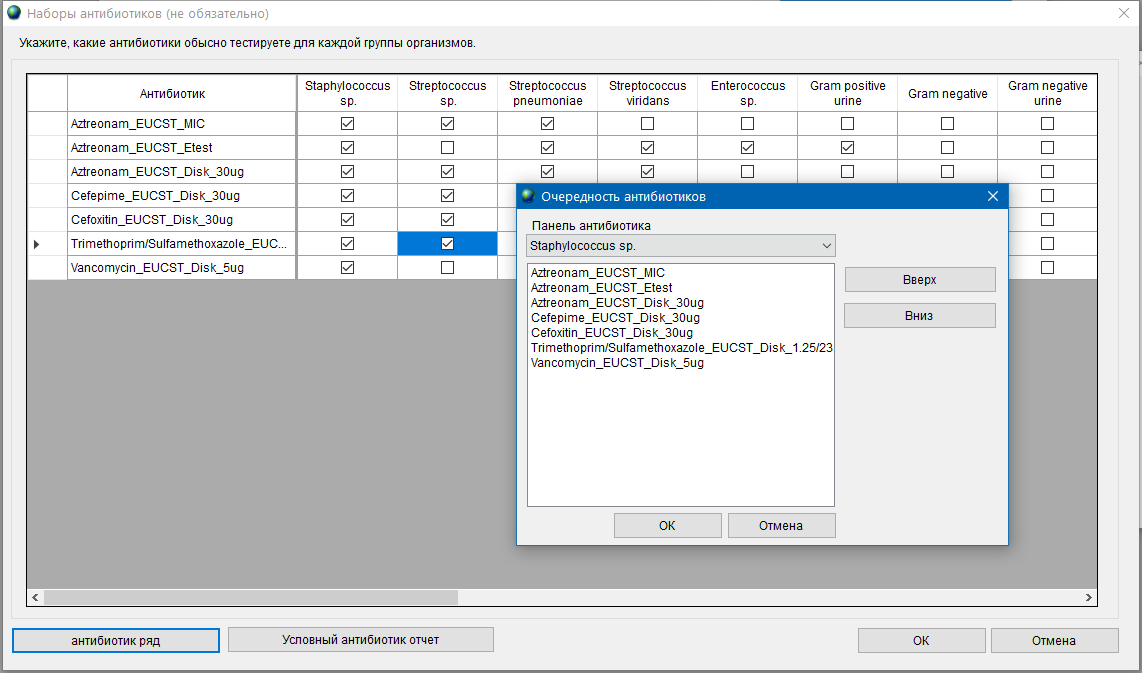 Наборы антибиотиков (не обязательно)
Укажите, какие антибиотики обысно тестируете для каждой группы организмов.
Антибиотик
Staphylococcus
sp.
Streptococcus
sp.
Streptococcus
pneumoniae
Streptococcus
viridans
Enterococcus
sp.
Gram positive
urine
Gram negative
Gram negative
urine
Aztreonam_EUCST_MIC
Aztreonam_EUCST_Etest
Aztreonam_EUCST_Disk_30ug
Cefepime_EUCST_Disk_30ug
Cefoxitin_EUCST_Disk_30ug
Trimethoprim/Sulfamethoxazole_EUC...
Vancomycin_EUCST_Disk_5ug
Очередность антибиотиков
Панель антибиотика
Staphylococcus sp.
Aztreonam_EUCST_MIC
Aztreonam_EUCST_Etest
Aztreonam_EUCST_Disk_30ug
Cefepime_EUCST_Disk_30ug
Cefoxitin_EUCST_Disk_30ug
Trimethoprim/Sulfamethoxazole_EUCST_Disk_1.25/23
Vancomycin_EUCST_Disk_5ug
Вверх
Вниз
ОК
Отмена
антибиотик ряд
Условный антибиотик отчет
ОК
Отмена